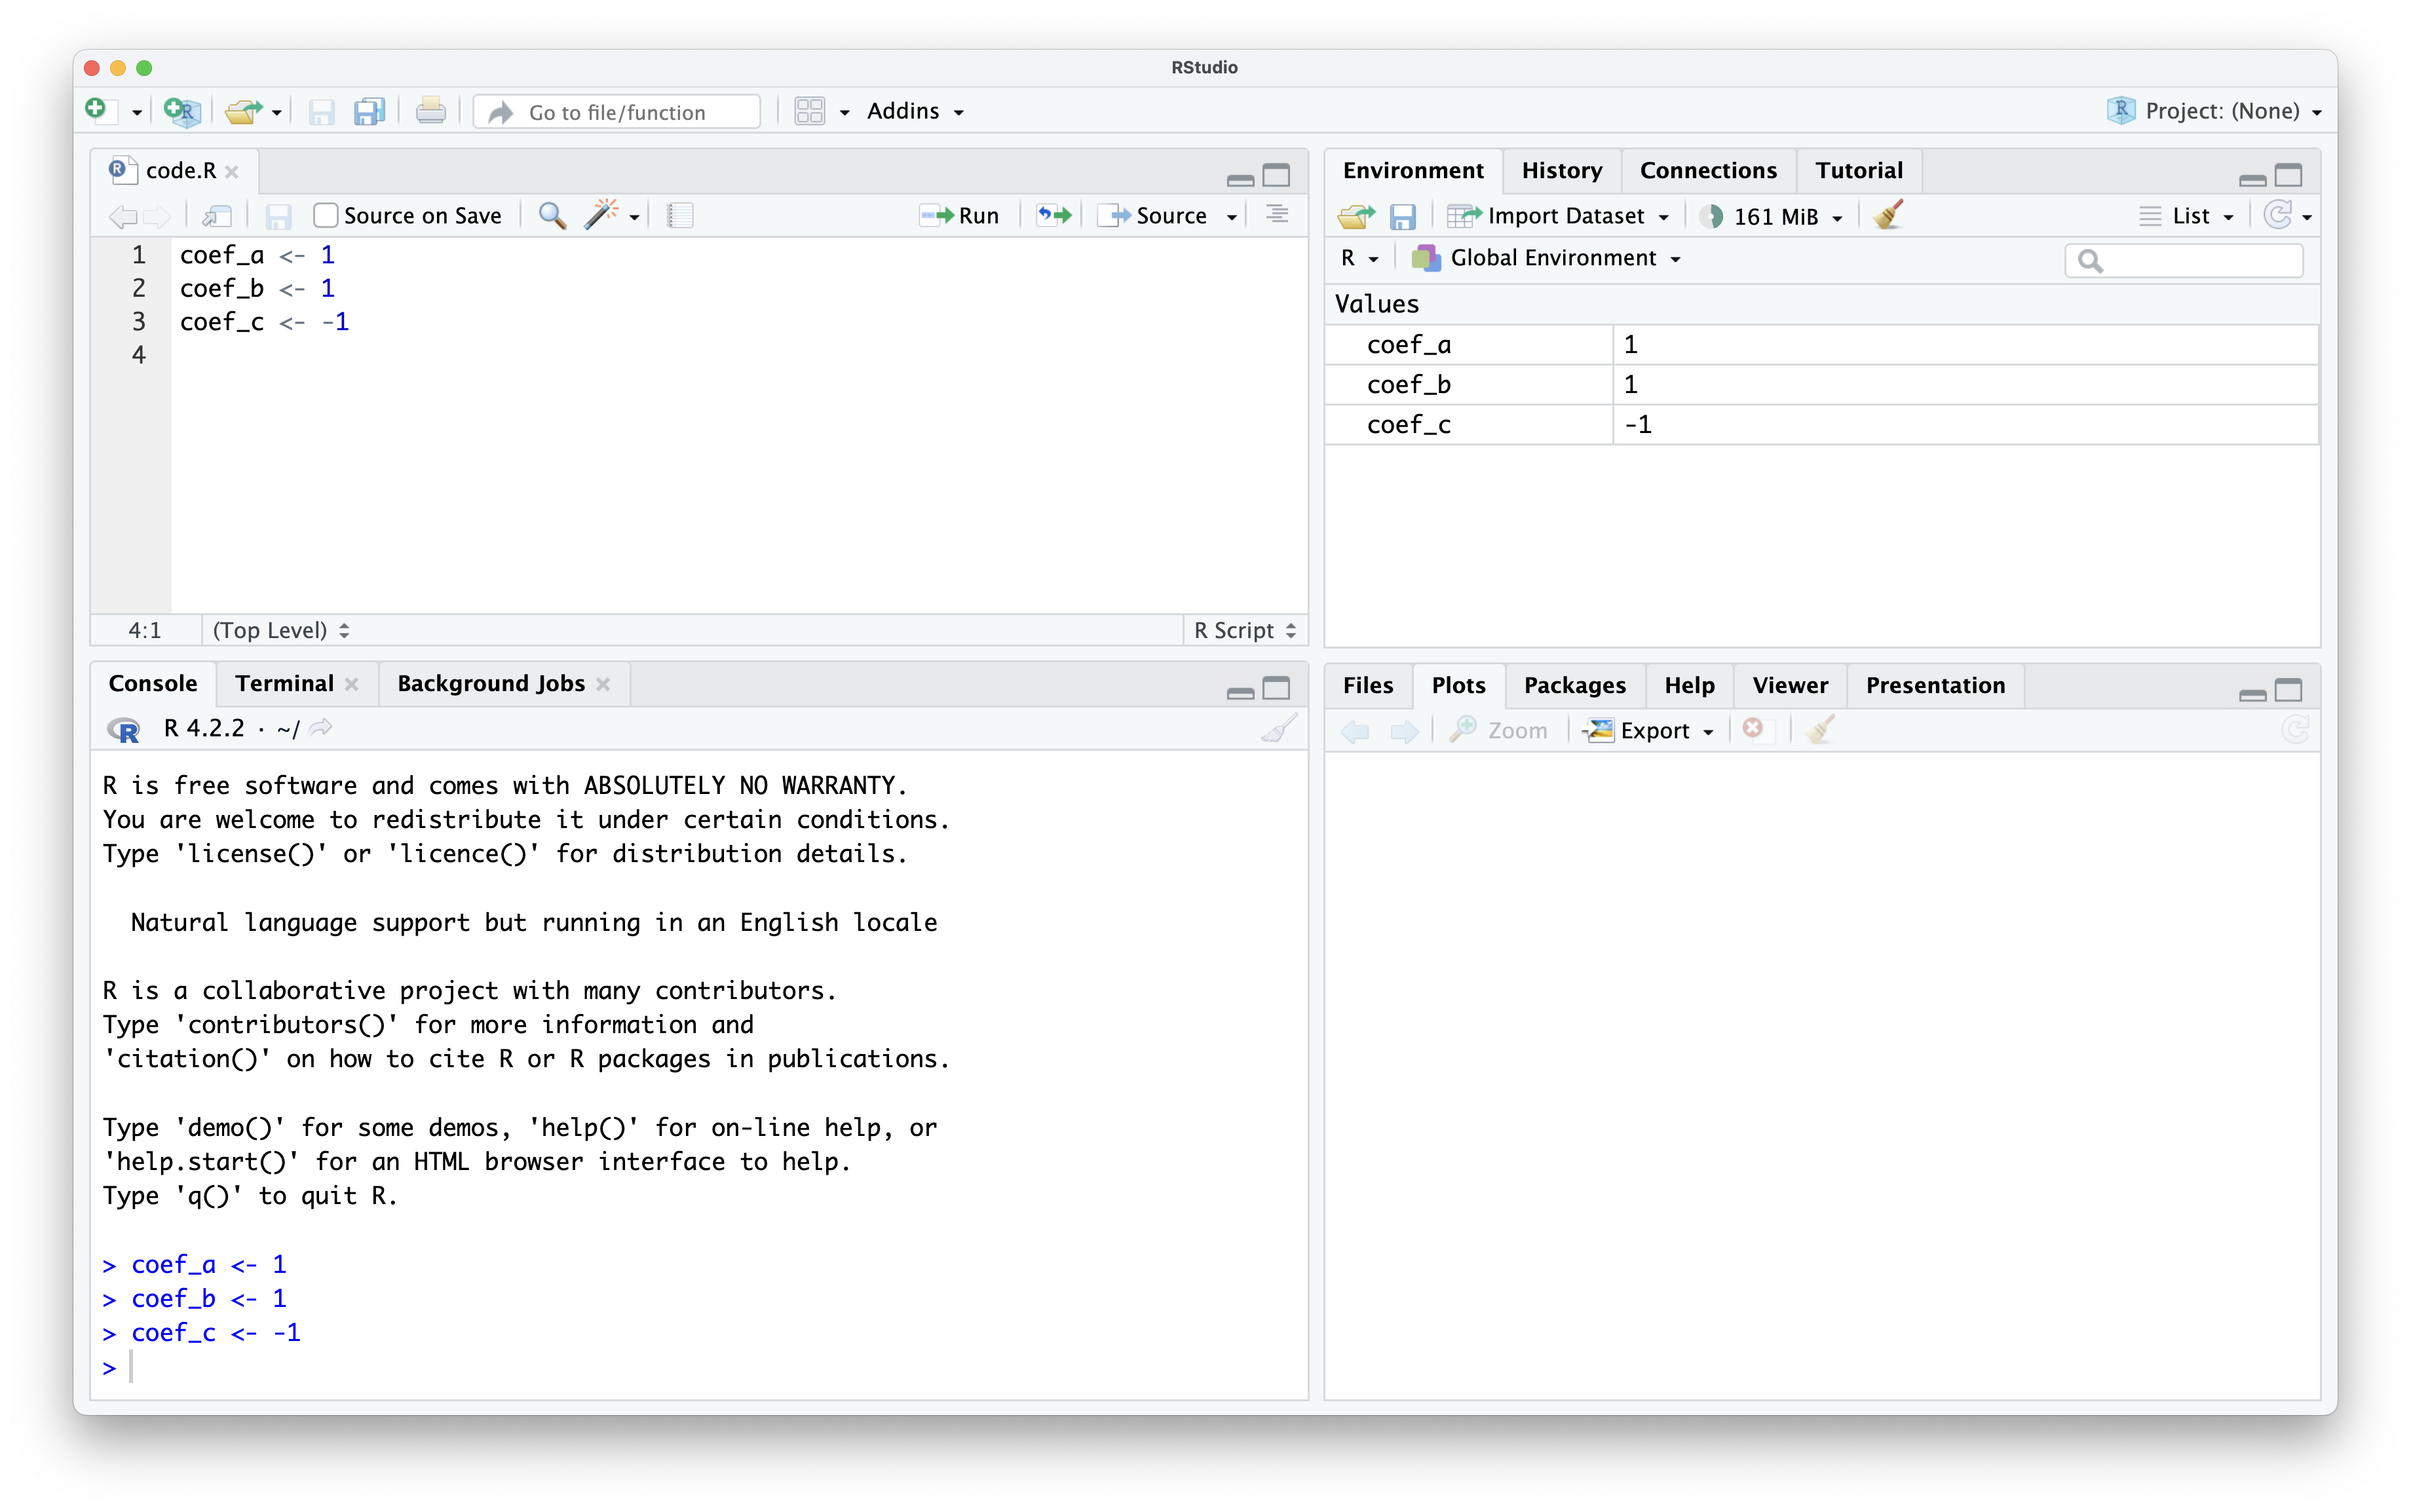 RStudio
Go to file/function
Addins
Project: (None)
code.R
Source on Save
Run
Source
1 coef_a <- 1
2 coef_b <- 1
3 coef_c <- -1
4
4:1 (Top Level) R Script
Environment History Connections Tutorial
Import Dataset 161 MiB List
R Global Environment
Values
coef_a 1
coef_b 1
coef_c -1
Console Terminal Background Jobs
R R 4.2.2 · ~/
R is free software and comes with ABSOLUTELY NO WARRANTY.
You are welcome to redistribute it under certain conditions.
Type 'license()' or 'licence()' for distribution details.
Natural language support but running in an English locale
R is a collaborative project with many contributors.
Type 'contributors()' for more information and
'citation()' on how to cite R or R packages in publications.
Type 'demo()' for some demos, 'help()' for on-line help, or
'help.start()' for an HTML browser interface to help.
Type 'q()' to quit R.
> coef_a <- 1
> coef_b <- 1
> coef_c <- -1
>
Files Plots Packages Help Viewer Presentation
Zoom Export